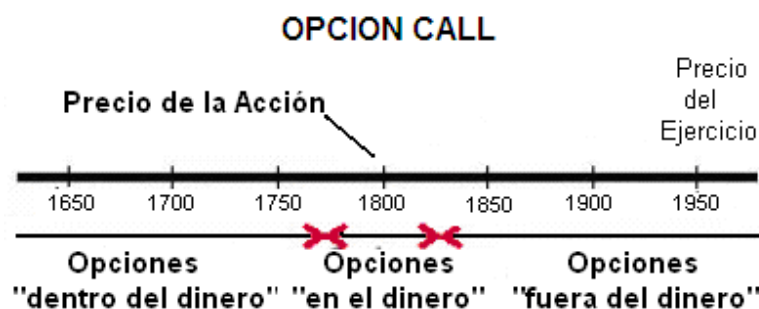 OPCION CALL
Precio
del
Ejercicio
Precio de la Acción
1650 1700 1750 1800 1850 1900 1950
Opciones Opciones Opciones
"dentro del dinero" "en el dinero" "fuera del dinero"